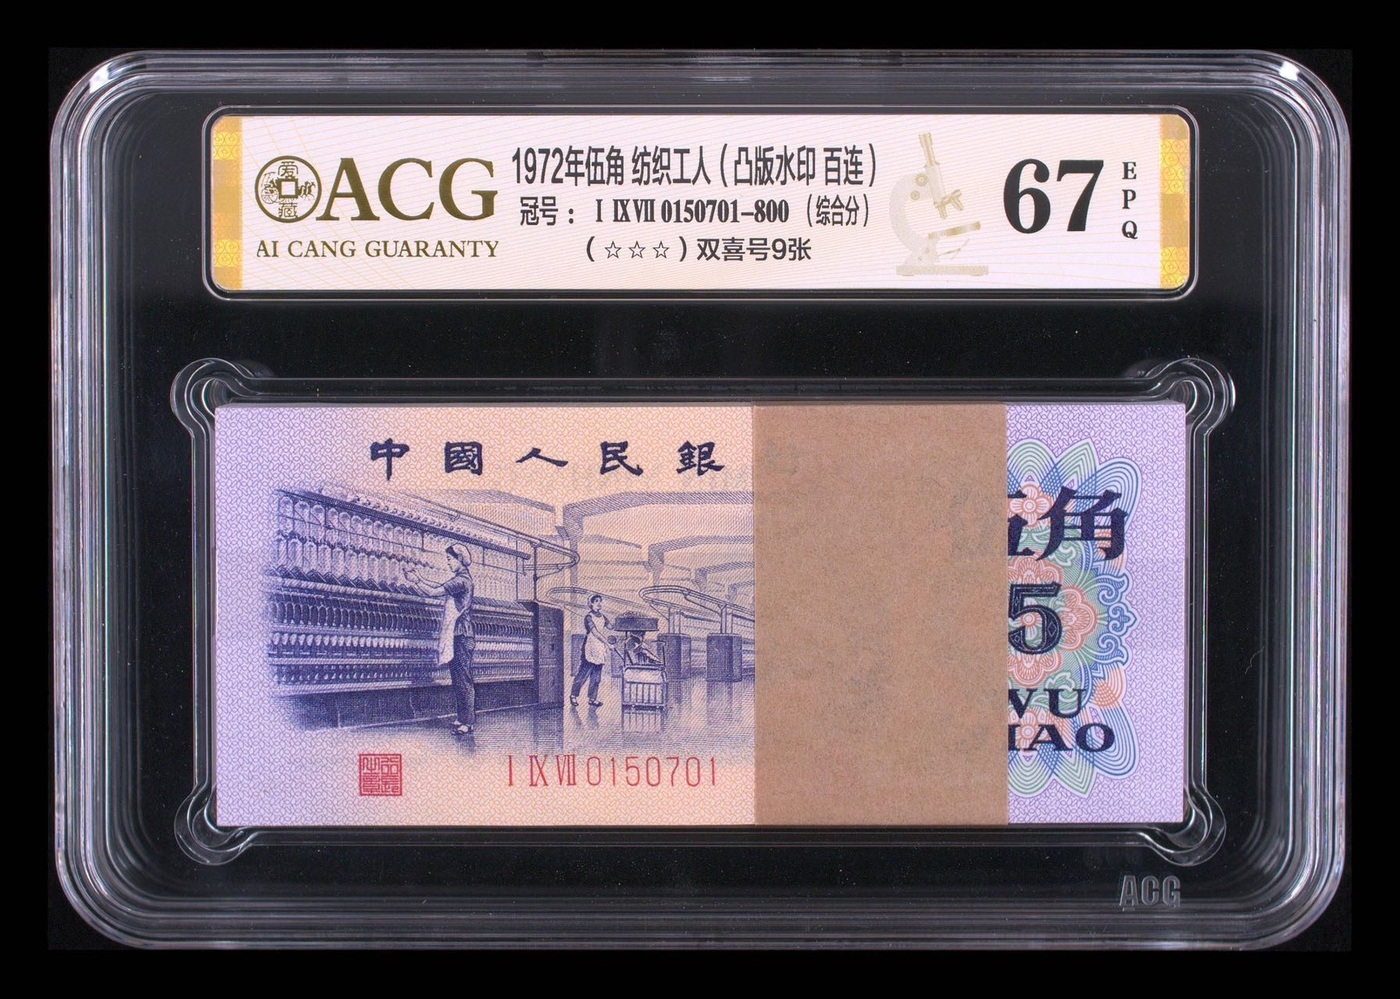 ACG
AI CANG GUARANTY
1972年伍角 纺织工人(凸版水印 百连)
冠号: I IX VII 0150701-800 (综合分)
(☆☆☆)双喜号9张
67
EPQ
中國人民銀
I IX VII 0150701
伍角
5
WU
JIAO
ACG